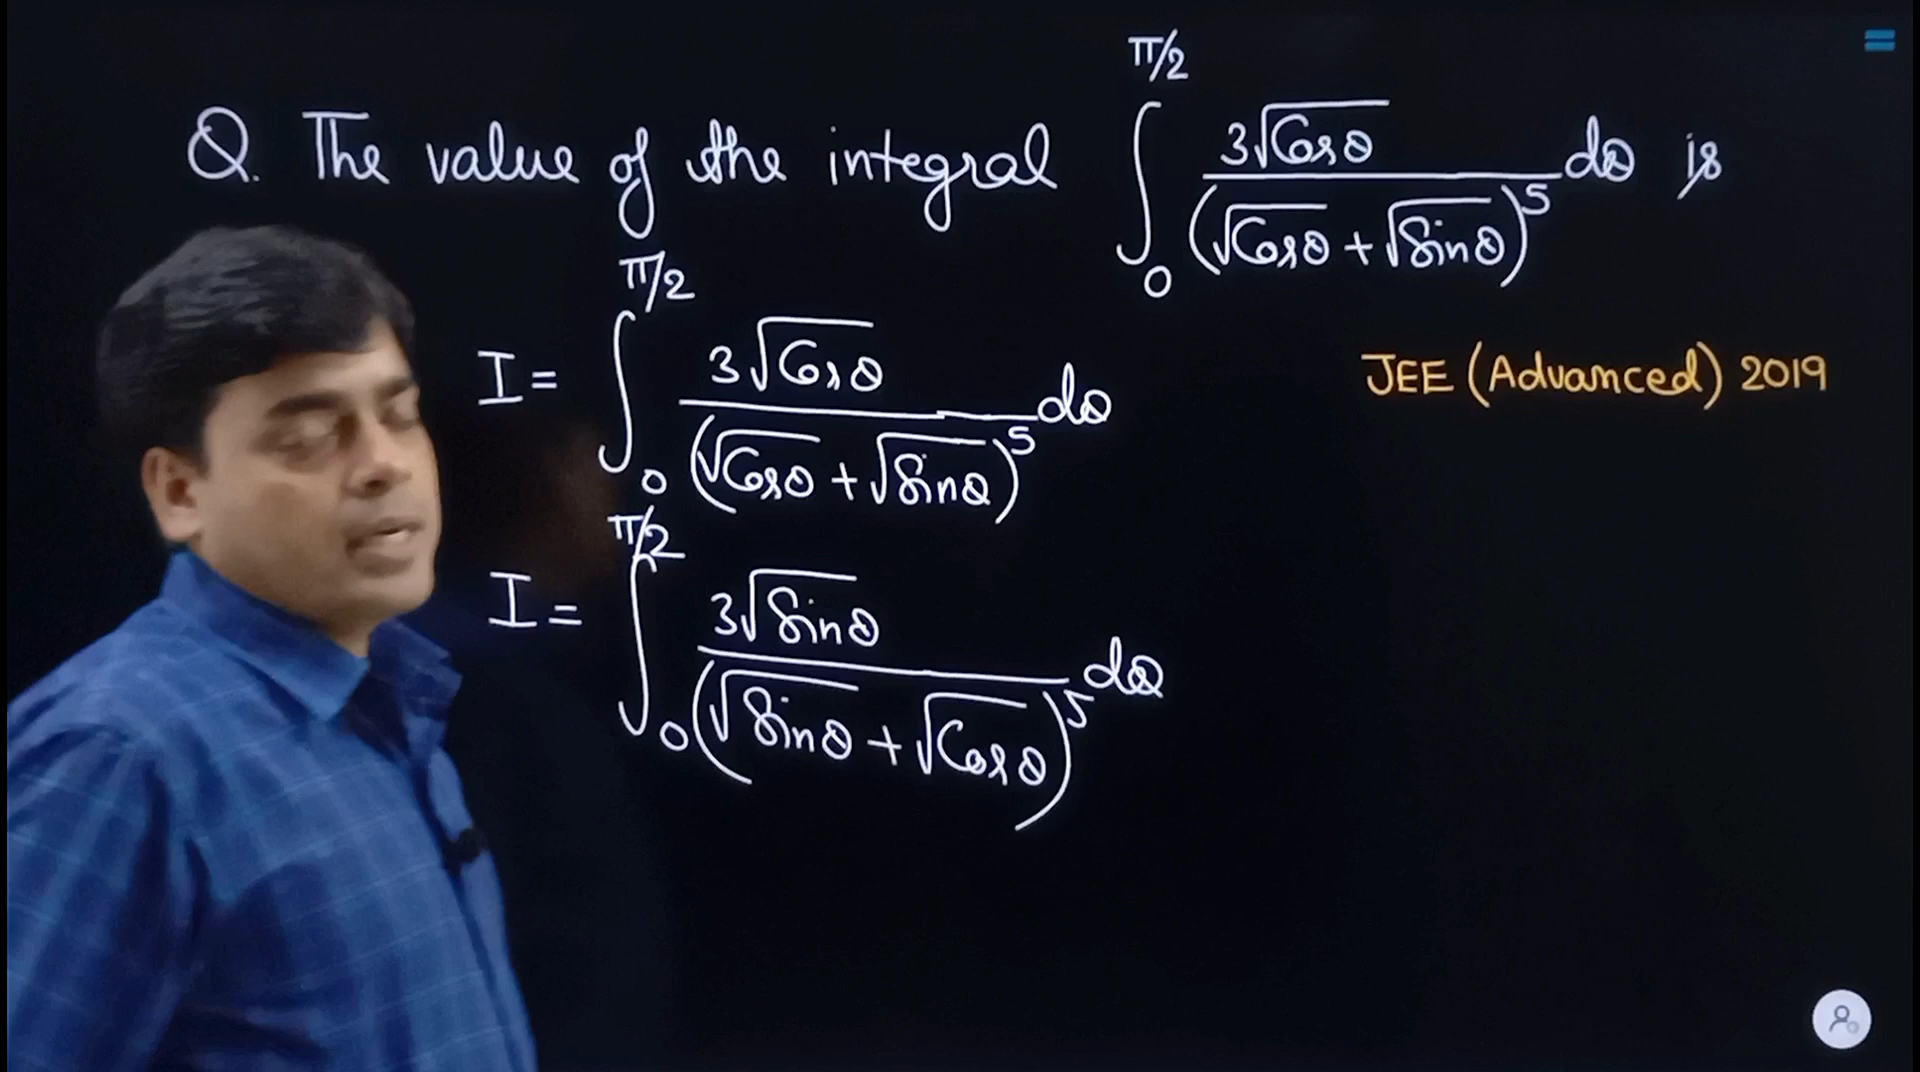 Q. The value of the integral ∫₀^{π/2} 3√Cosθ / (√Cosθ + √Sinθ)⁵ dθ is
JEE (Advanced) 2019
I = ∫₀^{π/2} 3√Cosθ / (√Cosθ + √Sinθ)⁵ dθ
I = ∫₀^{π/2} 3√Sinθ / (√Sinθ + √Cosθ)⁵ dθ